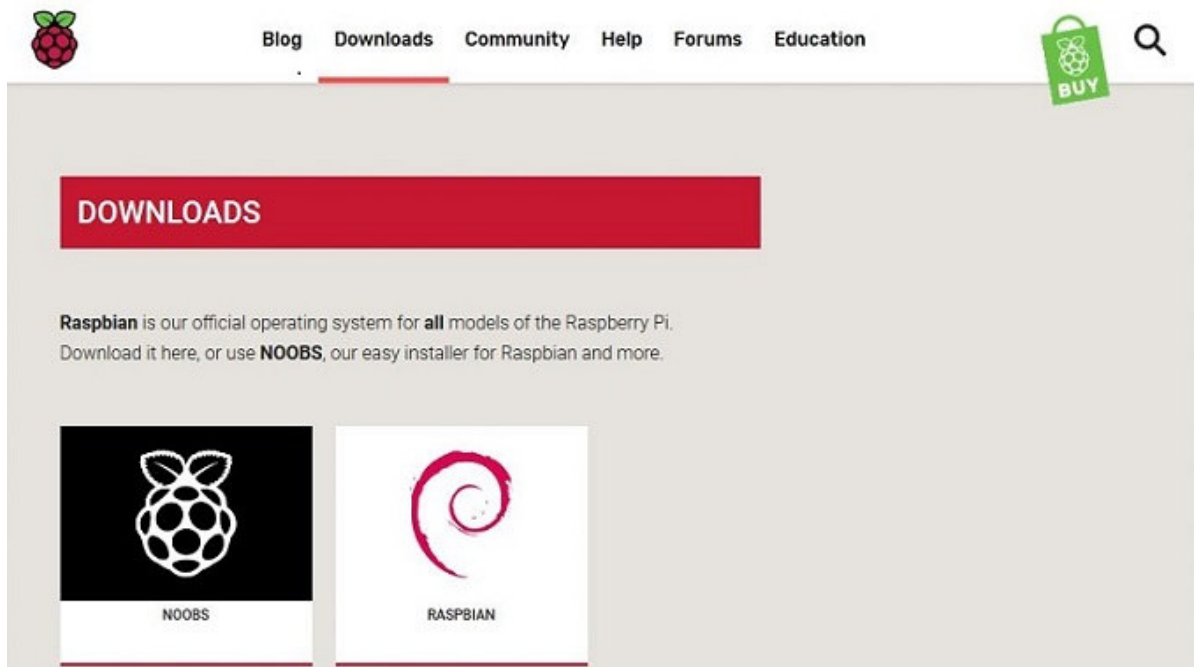 Blog Downloads Community Help Forums Education
BUY
DOWNLOADS
Raspbian is our official operating system for all models of the Raspberry Pi.
Download it here, or use NOOBS, our easy installer for Raspbian and more.
NOOBS
RASPBIAN